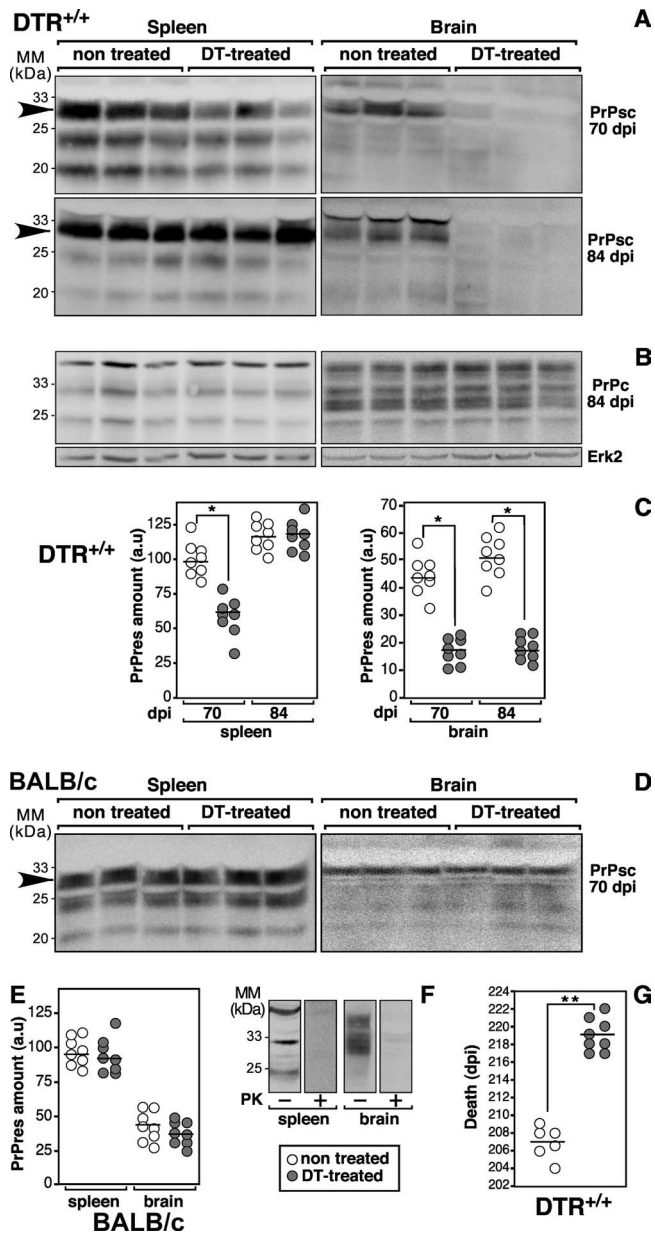 DTR+/+ Spleen Brain A
MM (kDa) non treated DT-treated non treated DT-treated
33
25
20
PrPsc 70 dpi
33
25
20
PrPsc 84 dpi
B
33
25
PrPc 84 dpi
Erk2
C
DTR+/+
PrPres amount (a.u)
125
100
75
50
25
0
*
dpi 70 84
spleen
PrPres amount (a.u)
70
60
50
40
30
20
10
0
* *
dpi 70 84
brain
BALB/c Spleen Brain D
MM (kDa) non treated DT-treated non treated DT-treated
33
25
20
PrPsc 70 dpi
E
PrPres amount (a.u)
125
100
75
50
25
0
spleen brain
BALB/c
F
MM (kDa)
33
25
PK − + − +
spleen brain
non treated
DT-treated
G
Death (dpi)
224
222
220
218
216
214
212
210
208
206
204
202
**
DTR+/+